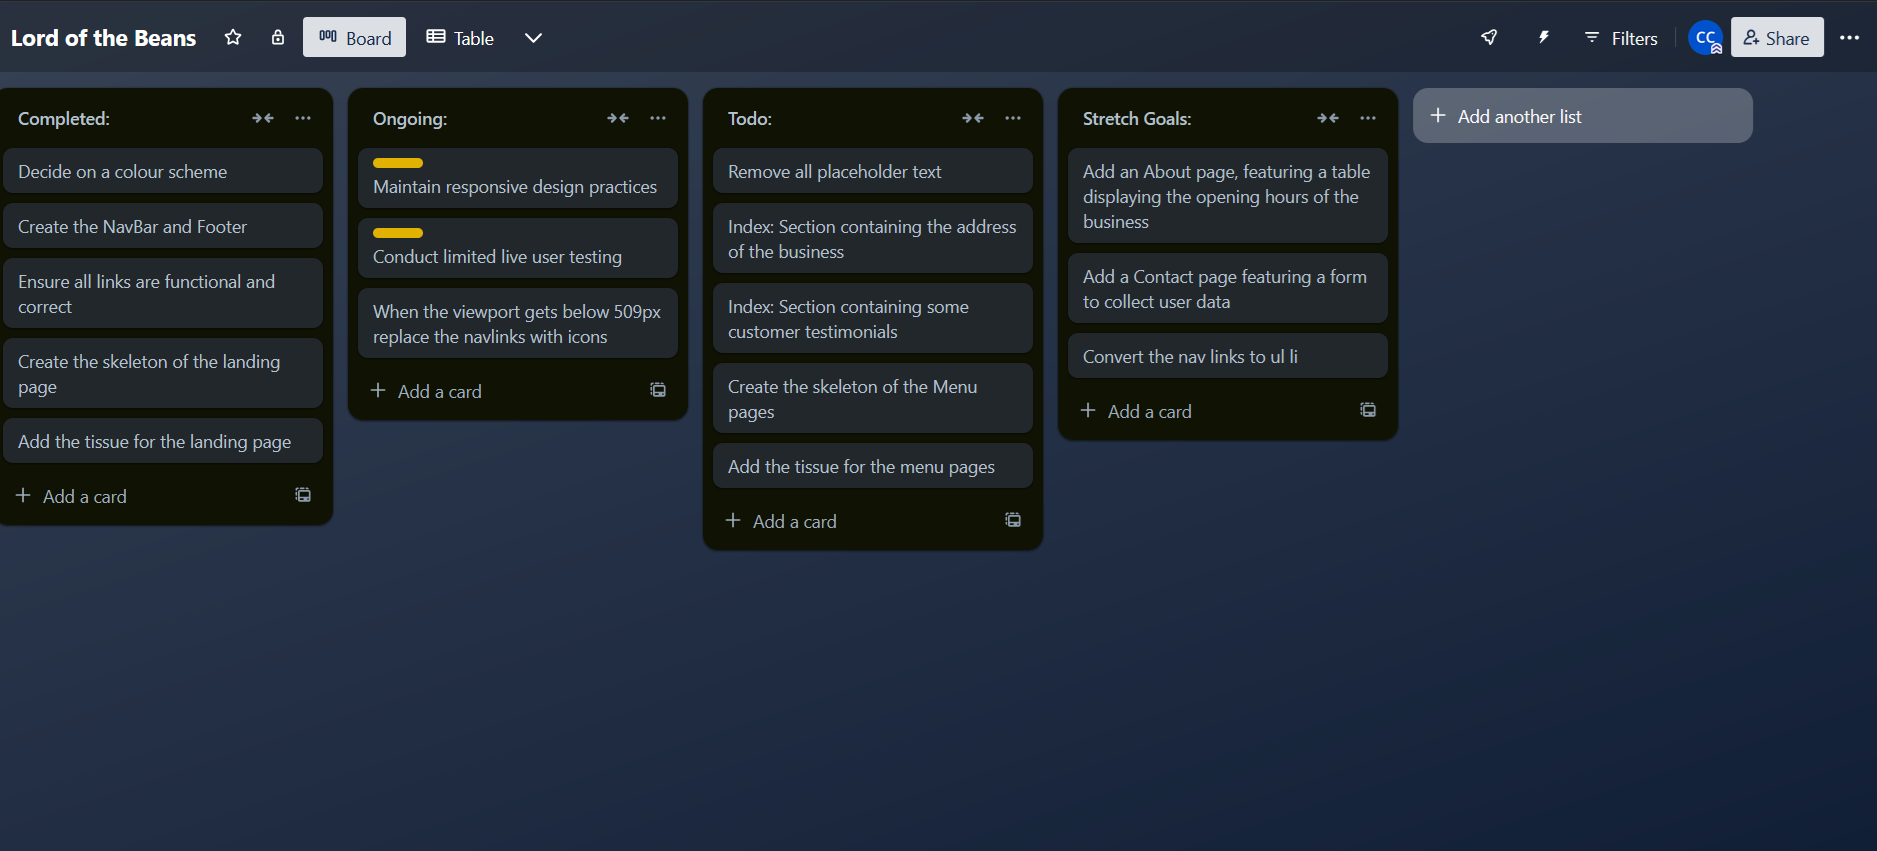 Lord of the Beans
Board
Table
Filters
CC
Share
Completed:
Decide on a colour scheme
Create the NavBar and Footer
Ensure all links are functional and
correct
Create the skeleton of the landing
page
Add the tissue for the landing page
Add a card
Ongoing:
Maintain responsive design practices
Conduct limited live user testing
When the viewport gets below 509px
replace the navlinks with icons
Add a card
Todo:
Remove all placeholder text
Index: Section containing the address
of the business
Index: Section containing some
customer testimonials
Create the skeleton of the Menu
pages
Add the tissue for the menu pages
Add a card
Stretch Goals:
Add an About page, featuring a table
displaying the opening hours of the
business
Add a Contact page featuring a form
to collect user data
Convert the nav links to ul li
Add a card
Add another list